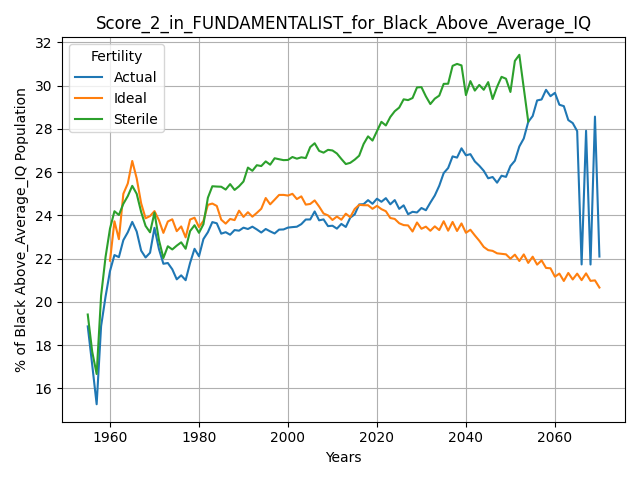 Score_2_in_FUNDAMENTALIST_for_Black_Above_Average_IQ
% of Black Above_Average_IQ Population
32
30
28
26
24
22
20
18
16
Fertility
Actual
Ideal
Sterile
1960
1980
2000
2020
2040
2060
Years